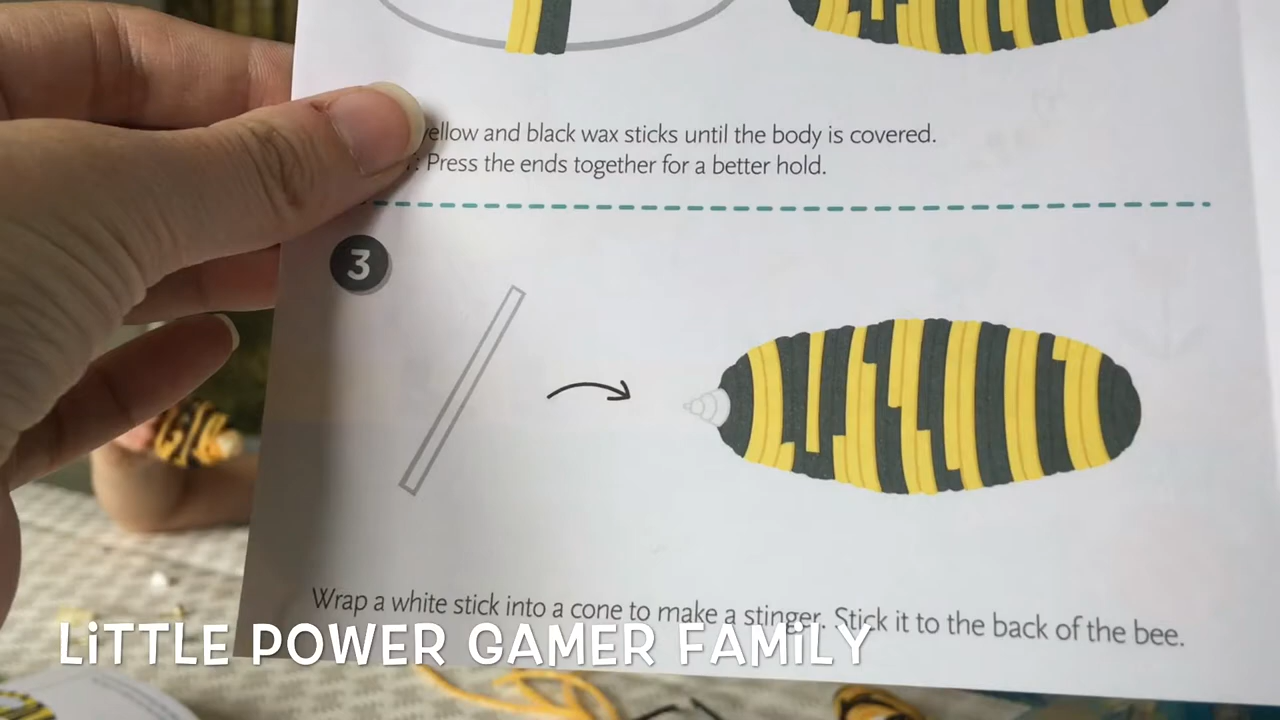 yellow and black wax sticks until the body is covered.
: Press the ends together for a better hold.
3
Wrap a white stick into a cone to make a stinger. Stick it to the back of the bee.
LiTTLE POWER GAMER FAMiLY